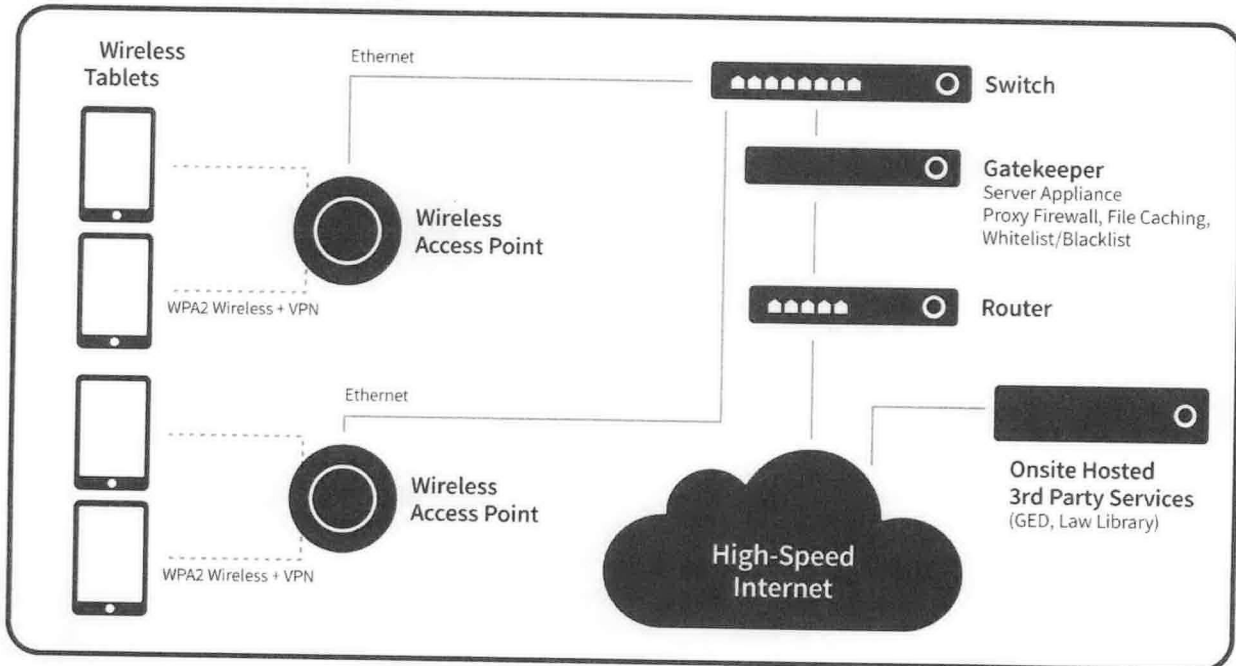 Wireless
Tablets
Ethernet
Switch
Gatekeeper
Server Appliance
Proxy Firewall, File Caching,
Whitelist/Blacklist
Wireless
Access Point
WPA2 Wireless + VPN
Router
Ethernet
Wireless
Access Point
WPA2 Wireless + VPN
Onsite Hosted
3rd Party Services
(GED, Law Library)
High-Speed
Internet